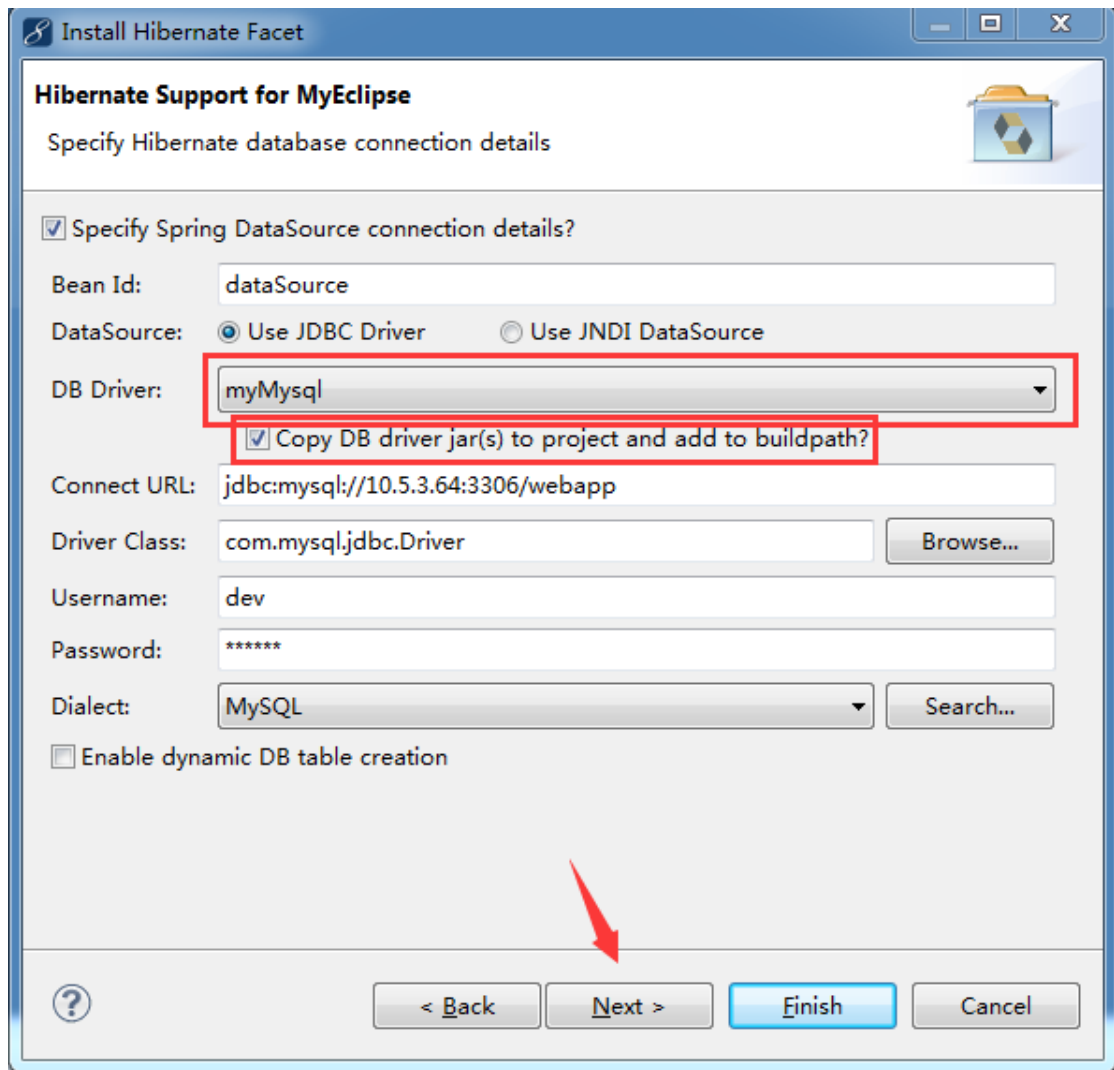 Install Hibernate Facet
Hibernate Support for MyEclipse
Specify Hibernate database connection details
Specify Spring DataSource connection details?
Bean Id: dataSource
DataSource: Use JDBC Driver Use JNDI DataSource
DB Driver: myMysql
Copy DB driver jar(s) to project and add to buildpath?
Connect URL: jdbc:mysql://10.5.3.64:3306/webapp
Driver Class: com.mysql.jdbc.Driver Browse...
Username: dev
Password: ******
Dialect: MySQL Search...
Enable dynamic DB table creation
? < Back Next > Finish Cancel